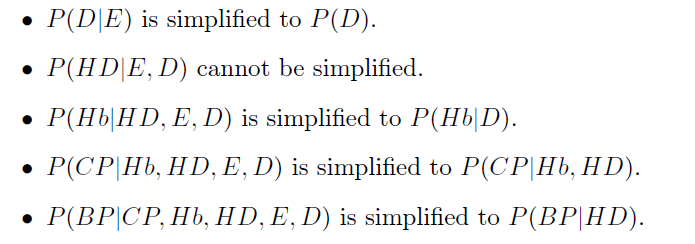 • P(D|E) is simplified to P(D).
• P(HD|E, D) cannot be simplified.
• P(Hb|HD, E, D) is simplified to P(Hb|D).
• P(CP|Hb, HD, E, D) is simplified to P(CP|Hb, HD).
• P(BP|CP, Hb, HD, E, D) is simplified to P(BP|HD).